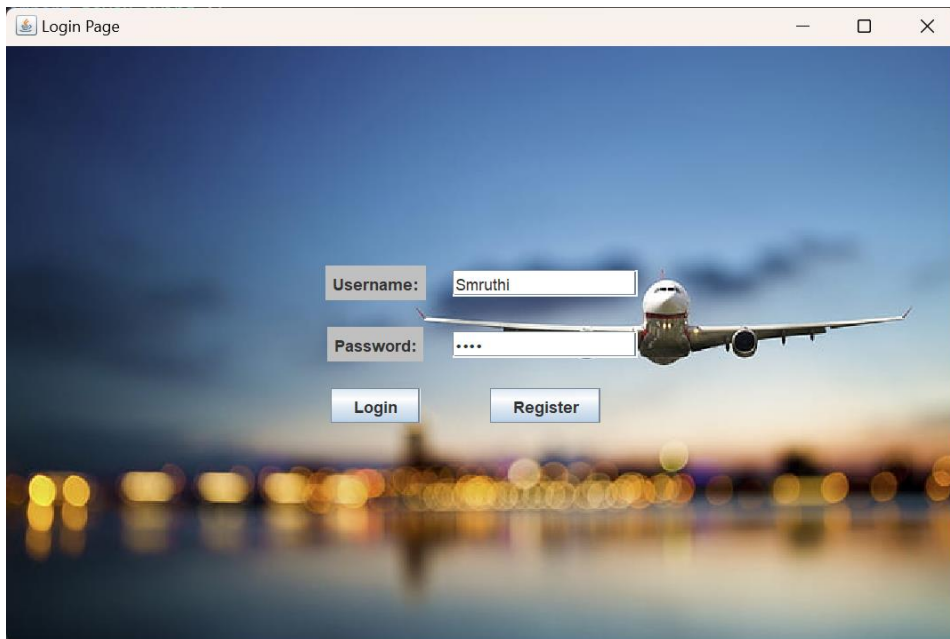 Login Page
Username: Smruthi
Password: ••••
Login Register